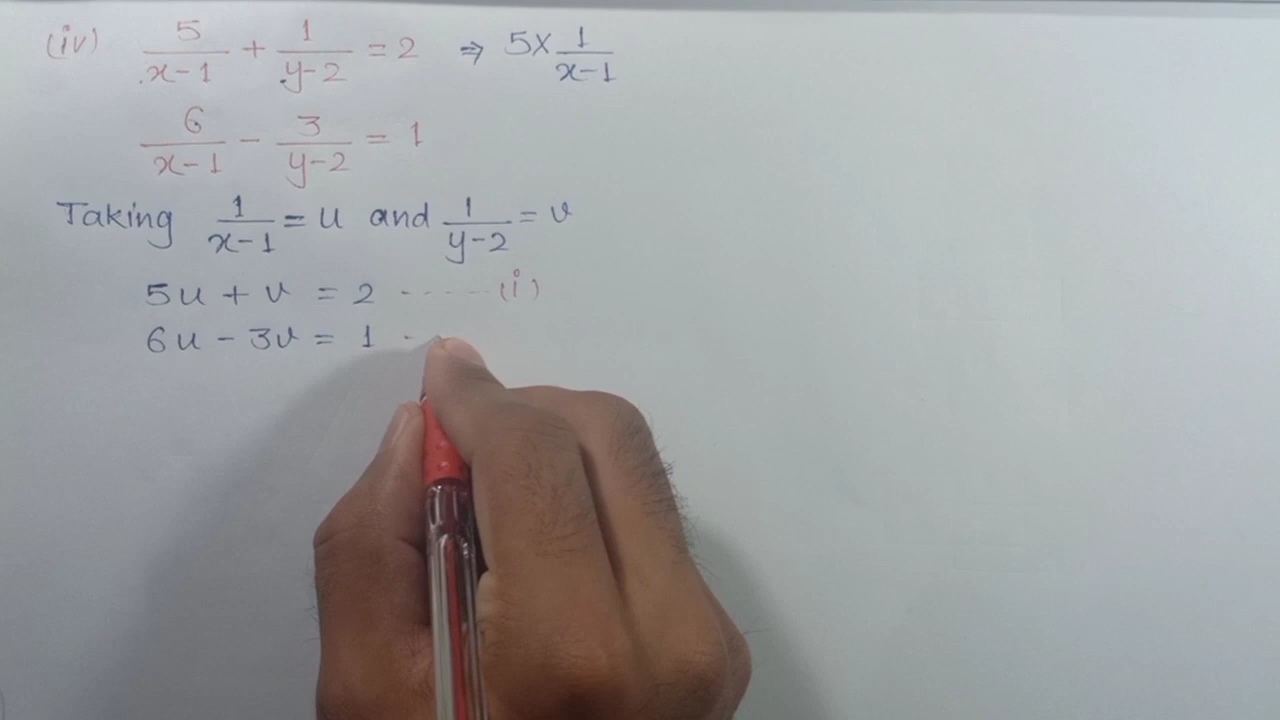 (iv) 5/(x-1) + 1/(y-2) = 2 ⇒ 5 × 1/(x-1)
6/(x-1) - 3/(y-2) = 1
Taking 1/(x-1) = u and 1/(y-2) = v
5u + v = 2 ------ (i)
6u - 3v = 1 -